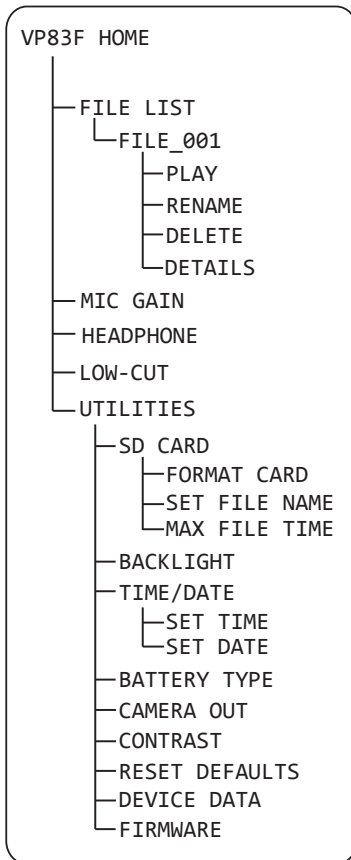 VP83F HOME
FILE LIST
FILE_001
PLAY
RENAME
DELETE
DETAILS
MIC GAIN
HEADPHONE
LOW-CUT
UTILITIES
SD CARD
FORMAT CARD
SET FILE NAME
MAX FILE TIME
BACKLIGHT
TIME/DATE
SET TIME
SET DATE
BATTERY TYPE
CAMERA OUT
CONTRAST
RESET DEFAULTS
DEVICE DATA
FIRMWARE